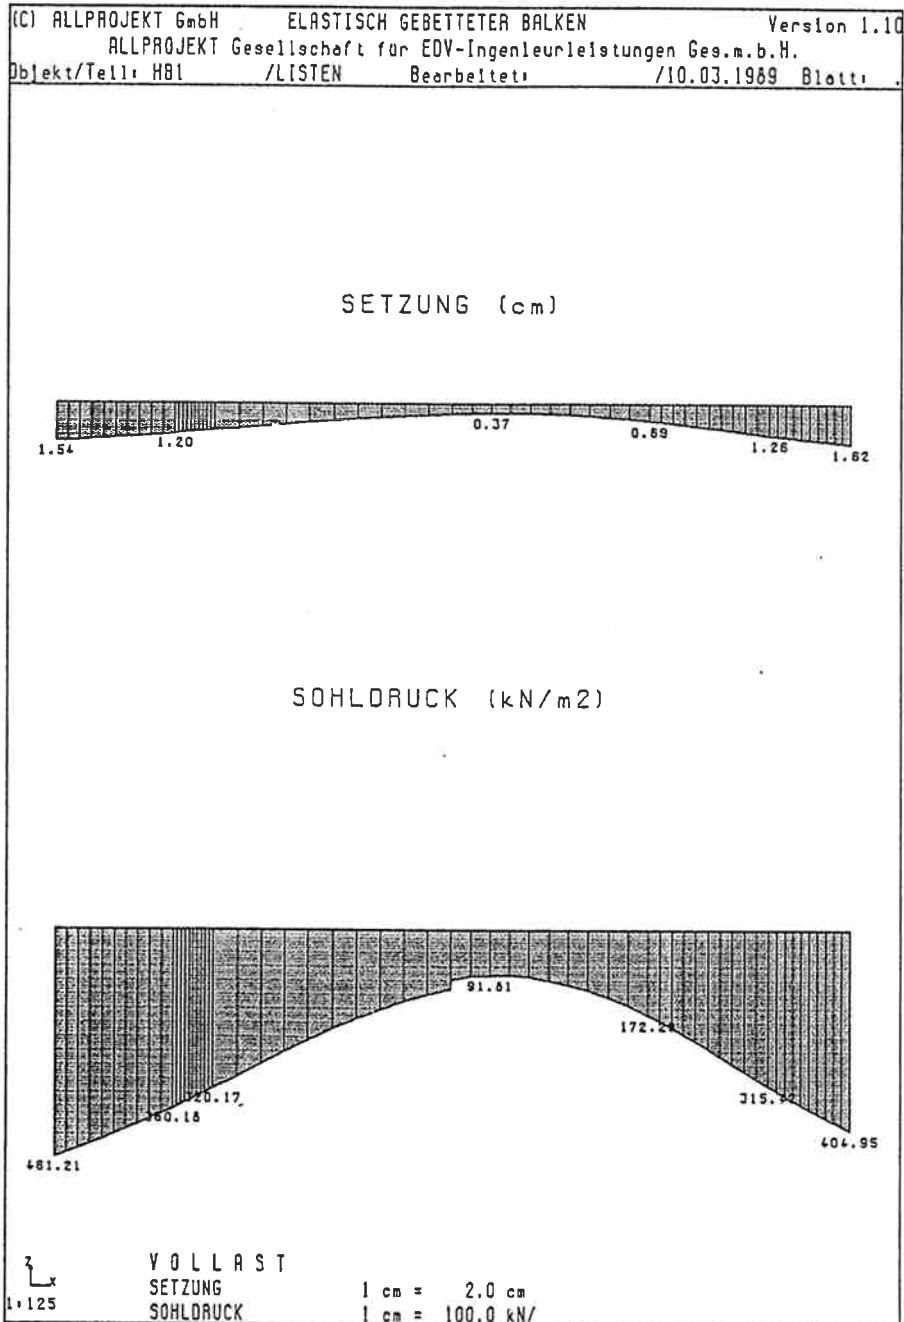 (C) ALLPROJEKT GmbH ELASTISCH GEBETTETER BALKEN Version 1.10
ALLPROJEKT Gesellschaft für EDV-Ingenieurleistungen Ges.m.b.H.
Objekt/Teil: HB1 /LISTEN Bearbeitet: /10.03.1989 Blatt: .
SETZUNG (cm)
1.54 1.20 0.37 0.69 1.26 1.62
SOHLDRUCK (kN/m2)
91.61
172.2
320.17 315.
360.18
404.95
461.21
z
x
1:125
VOLLAST
SETZUNG 1 cm = 2.0 cm
SOHLDRUCK 1 cm = 100.0 kN/